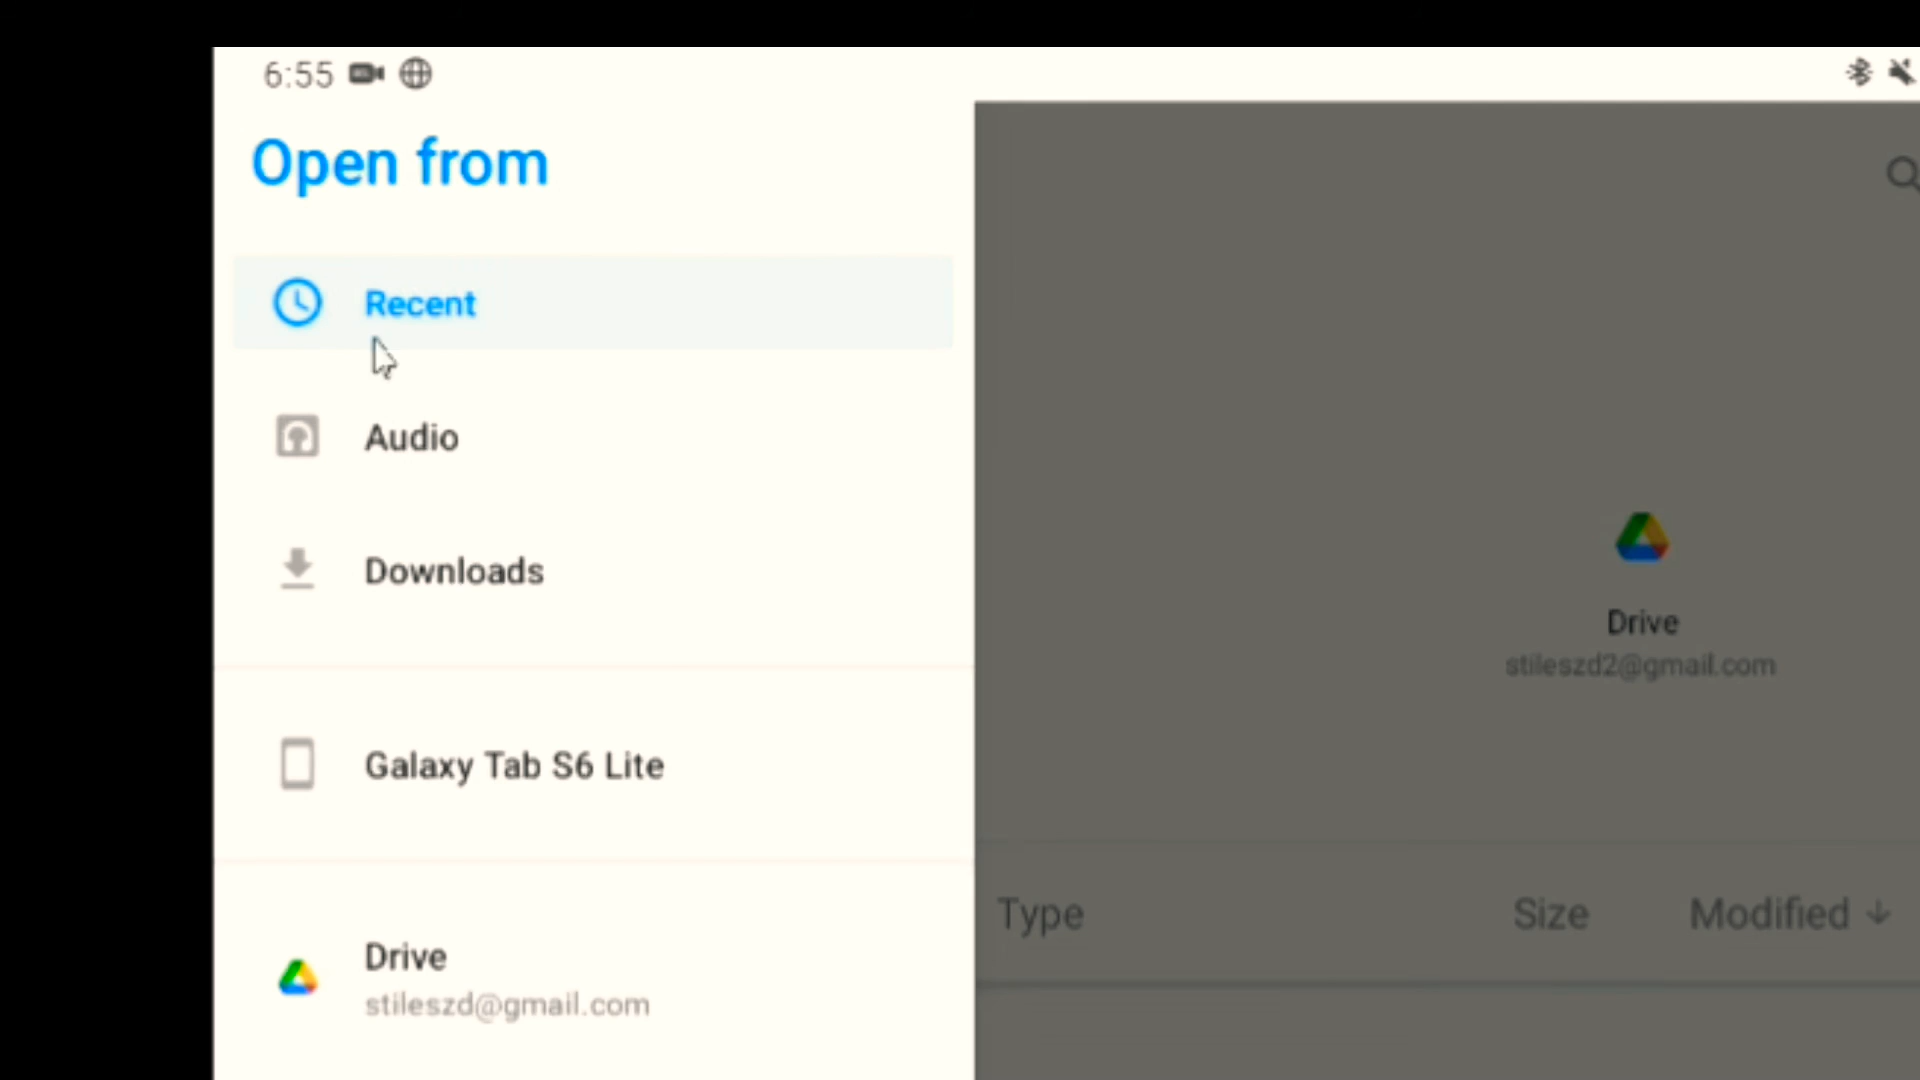 6:55
Open from
Recent
Audio
Downloads
Galaxy Tab S6 Lite
Drive
stileszd@gmail.com
Drive
stileszd2@gmail.com
Type Size Modified